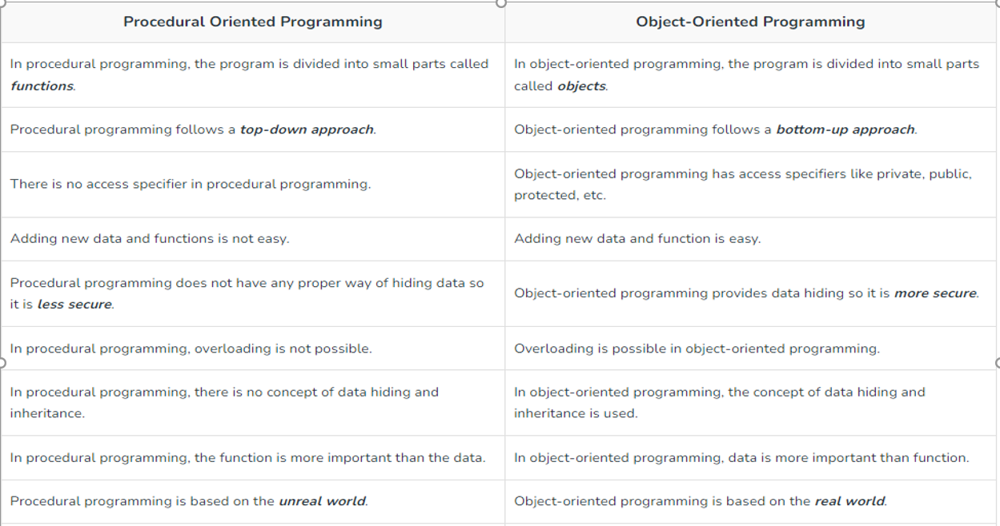 Procedural Oriented Programming
Object-Oriented Programming
In procedural programming, the program is divided into small parts called
functions.
In object-oriented programming, the program is divided into small parts
called objects.
Procedural programming follows a top-down approach.
Object-oriented programming follows a bottom-up approach.
There is no access specifier in procedural programming.
Object-oriented programming has access specifiers like private, public,
protected, etc.
Adding new data and functions is not easy.
Adding new data and function is easy.
Procedural programming does not have any proper way of hiding data so
it is less secure.
Object-oriented programming provides data hiding so it is more secure.
In procedural programming, overloading is not possible.
Overloading is possible in object-oriented programming.
In procedural programming, there is no concept of data hiding and
inheritance.
In object-oriented programming, the concept of data hiding and
inheritance is used.
In procedural programming, the function is more important than the data.
In object-oriented programming, data is more important than function.
Procedural programming is based on the unreal world.
Object-oriented programming is based on the real world.